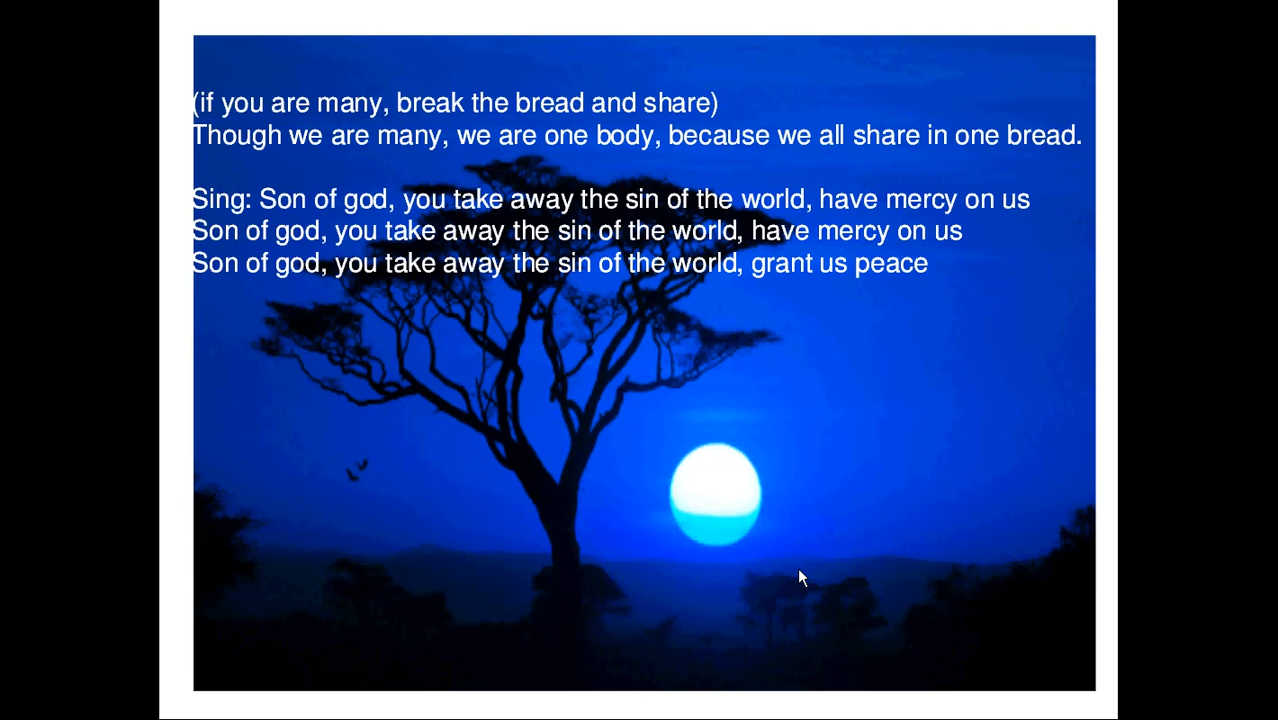 (if you are many, break the bread and share)
Though we are many, we are one body, because we all share in one bread.
Sing: Son of god, you take away the sin of the world, have mercy on us
Son of god, you take away the sin of the world, have mercy on us
Son of god, you take away the sin of the world, grant us peace